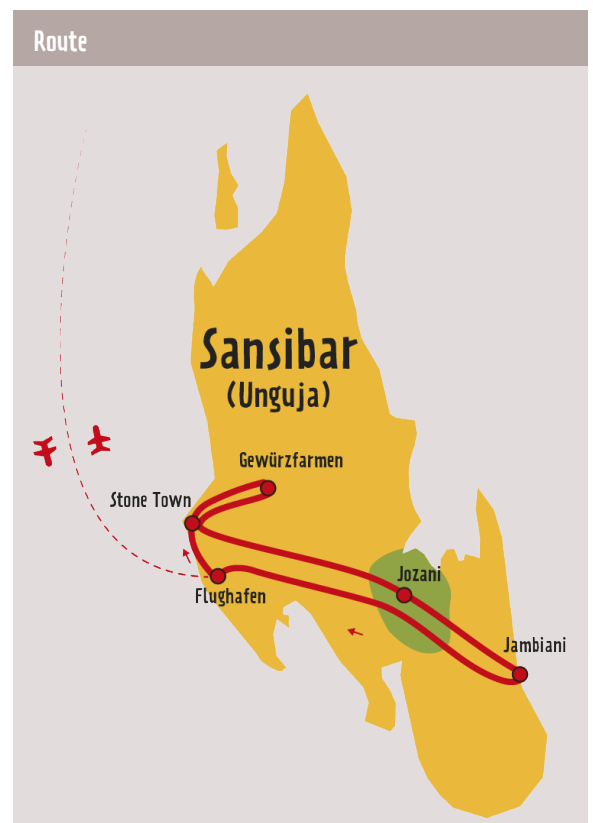 Route
Sansibar
(Unguja)
Gewürzfarmen
Stone Town
Jozani
Flughafen
Jambiani